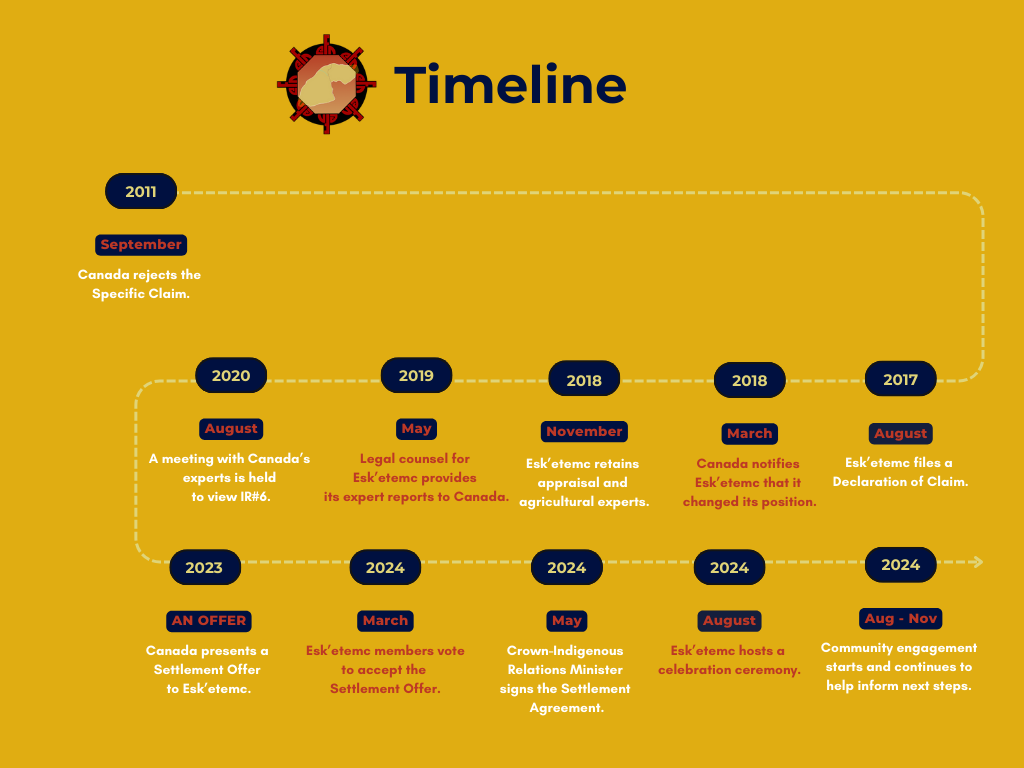 Timeline
2011
September
Canada rejects the
Specific Claim.
2017
August
Esk’etemc files a
Declaration of Claim.
2018
March
Canada notifies
Esk’etemc that it
changed its position.
2018
November
Esk’etemc retains
appraisal and
agricultural experts.
2019
May
Legal counsel for
Esk’etemc provides
its expert reports to Canada.
2020
August
A meeting with Canada’s
experts is held
to view IR#6.
2023
AN OFFER
Canada presents a
Settlement Offer
to Esk’etemc.
2024
March
Esk’etemc members vote
to accept the
Settlement Offer.
2024
May
Crown-Indigenous
Relations Minister
signs the Settlement
Agreement.
2024
August
Esk’etemc hosts a
celebration ceremony.
2024
Aug - Nov
Community engagement
starts and continues to
help inform next steps.